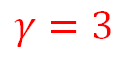 γ = 3